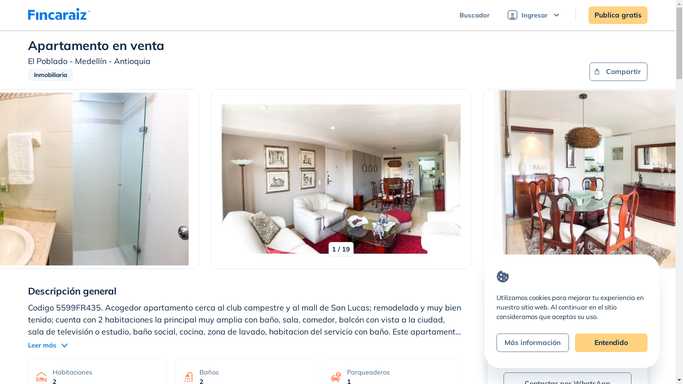 Fincaraiz
Buscador
Ingresar
Publica gratis
Apartamento en venta
El Poblado - Medellín - Antioquia
Inmobiliaria
Compartir
1 / 19
Descripción general
Codigo 5599FR435. Acogedor apartamento cerca al club campestre y al mall de San Lucas; remodelado y muy bien
tenido; cuenta con 2 habitaciones la principal muy amplia con baño, sala, comedor, balcón con vista a la ciudad,
sala de televisión o estudio, baño social, cocina, zona de lavado, habitacion del servicio con baño. Este apartament...
Leer más
Habitaciones
2
Baños
2
Parqueaderos
1
Utilizamos cookies para mejorar tu experiencia en
nuestro sitio web. Al continuar en el sitio
consideramos que aceptas su uso.
Más información
Entendido
Contactar por WhatsApp